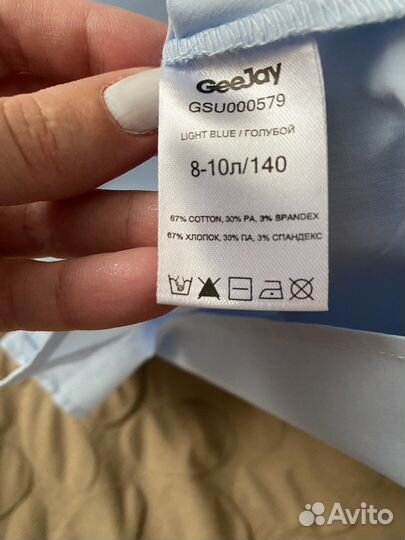 GeeJay
GSU000579
LIGHT BLUE / ГОЛУБОЙ
8-10л/140
67% COTTON, 30% PA, 3% SPANDEX
67% ХЛОПОК, 30% ПА, 3% СПАНДЕКС
Avito